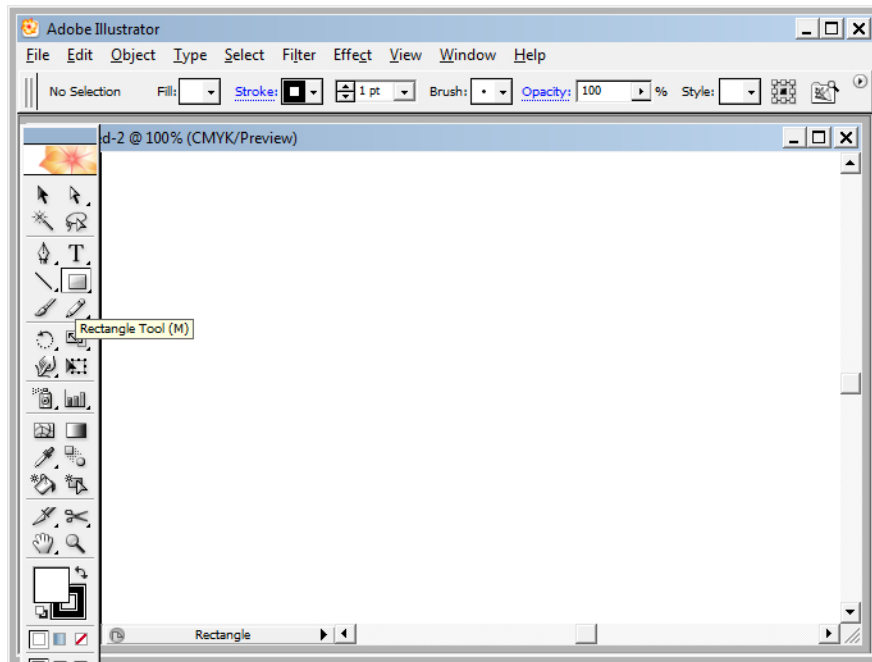 Adobe Illustrator
File Edit Object Type Select Filter Effect View Window Help
No Selection Fill: Stroke: 1 pt Brush: Opacity: 100 % Style:
d-2 @ 100% (CMYK/Preview)
T
Rectangle Tool (M)
Rectangle